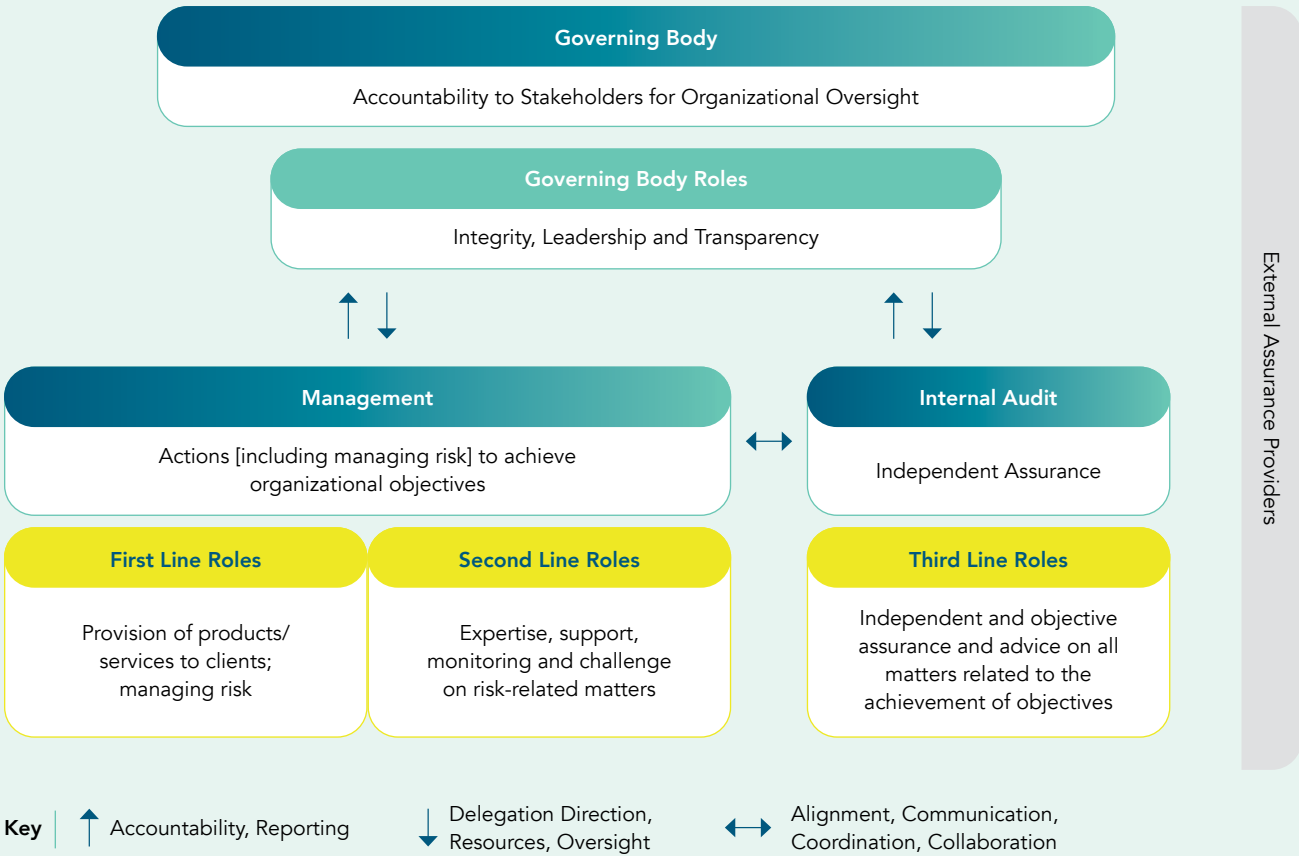 Governing Body
Accountability to Stakeholders for Organizational Oversight
Governing Body Roles
Integrity, Leadership and Transparency
Management
Actions [including managing risk] to achieve
organizational objectives
Internal Audit
Independent Assurance
First Line Roles
Provision of products/
services to clients;
managing risk
Second Line Roles
Expertise, support,
monitoring and challenge
on risk-related matters
Third Line Roles
Independent and objective
assurance and advice on all
matters related to the
achievement of objectives
External Assurance Providers
Key
Accountability, Reporting
Delegation Direction,
Resources, Oversight
Alignment, Communication,
Coordination, Collaboration